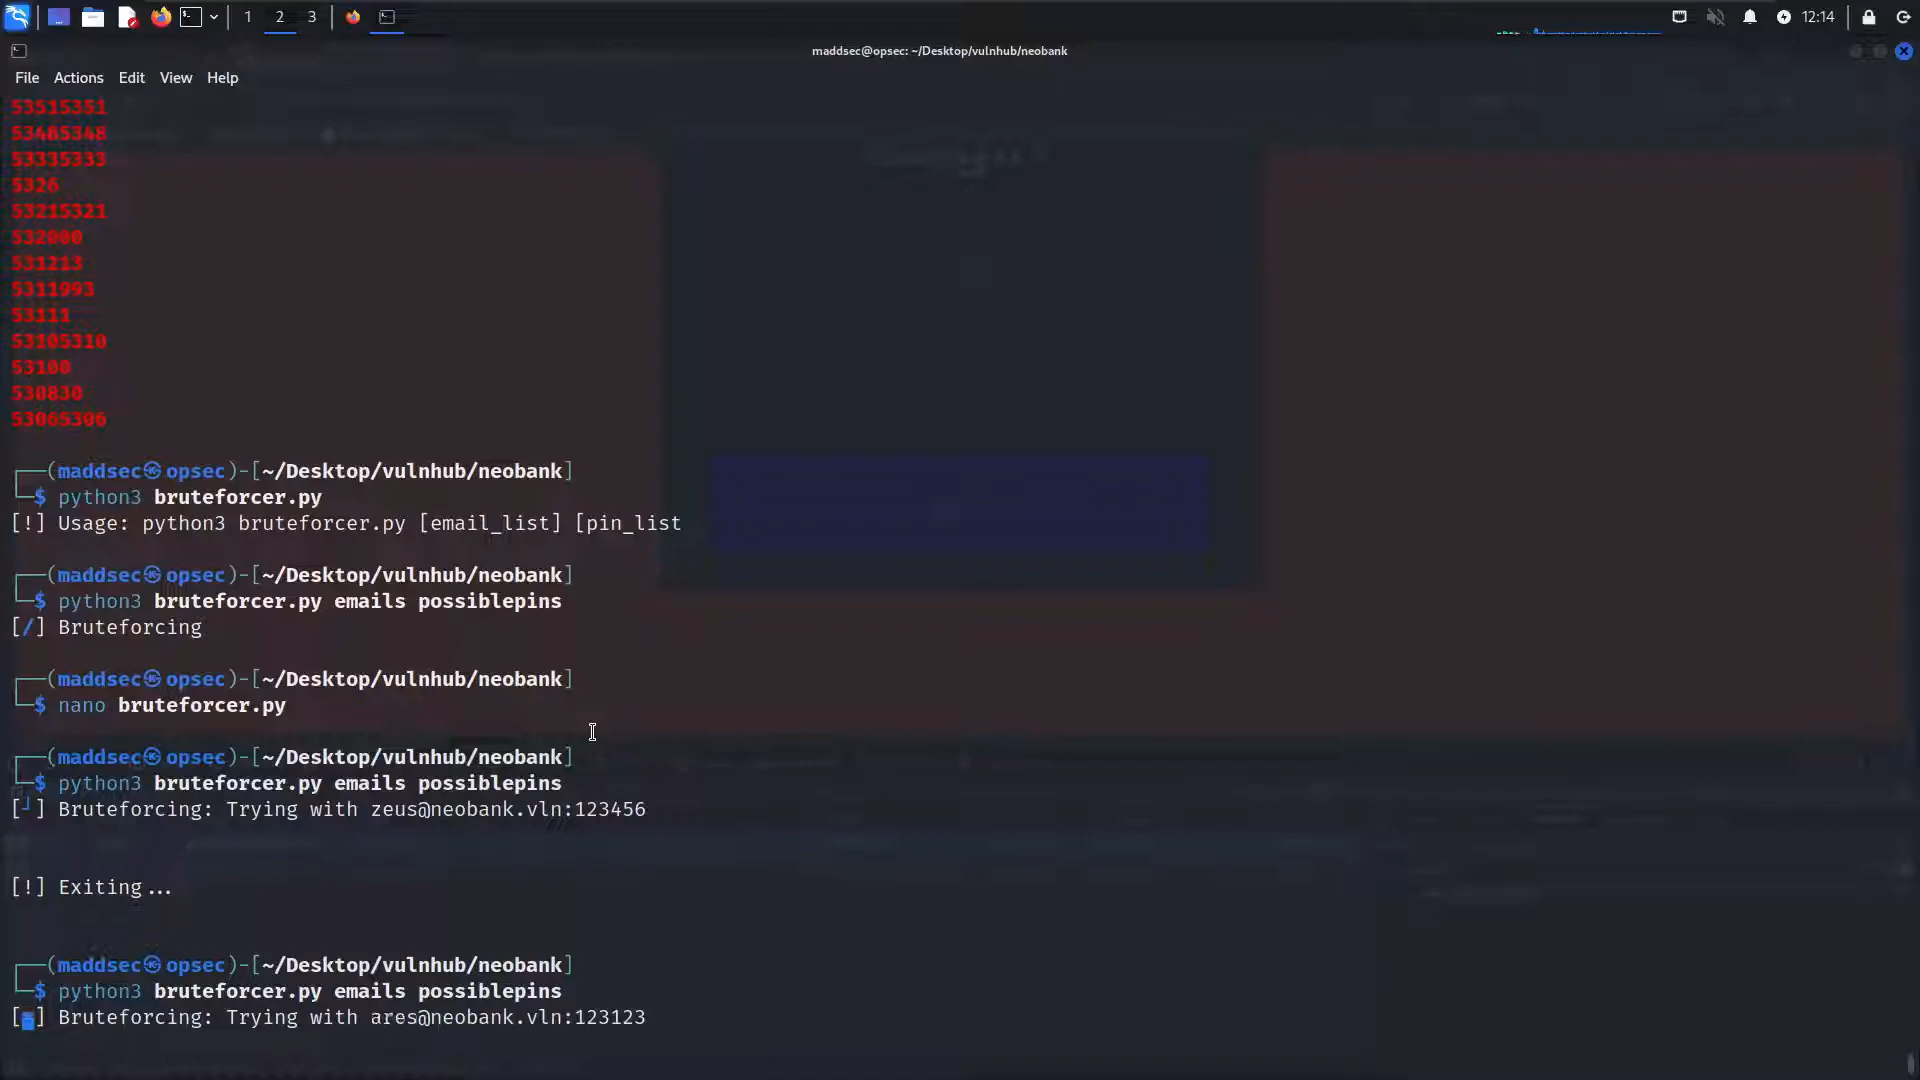 1 2 3 12:14
maddsec@opsec: ~/Desktop/vulnhub/neobank
File Actions Edit View Help
53515351
53485348
53335333
5326
53215321
532000
531213
5311993
53111
53105310
53100
530830
53065306
┌──(maddsec㉿opsec)-[~/Desktop/vulnhub/neobank]
└─$ python3 bruteforcer.py
[!] Usage: python3 bruteforcer.py [email_list] [pin_list
┌──(maddsec㉿opsec)-[~/Desktop/vulnhub/neobank]
└─$ python3 bruteforcer.py emails possiblepins
[/] Bruteforcing
┌──(maddsec㉿opsec)-[~/Desktop/vulnhub/neobank]
└─$ nano bruteforcer.py
┌──(maddsec㉿opsec)-[~/Desktop/vulnhub/neobank]
└─$ python3 bruteforcer.py emails possiblepins
[┘] Bruteforcing: Trying with zeus@neobank.vln:123456
[!] Exiting...
┌──(maddsec㉿opsec)-[~/Desktop/vulnhub/neobank]
└─$ python3 bruteforcer.py emails possiblepins
[ ] Bruteforcing: Trying with ares@neobank.vln:123123